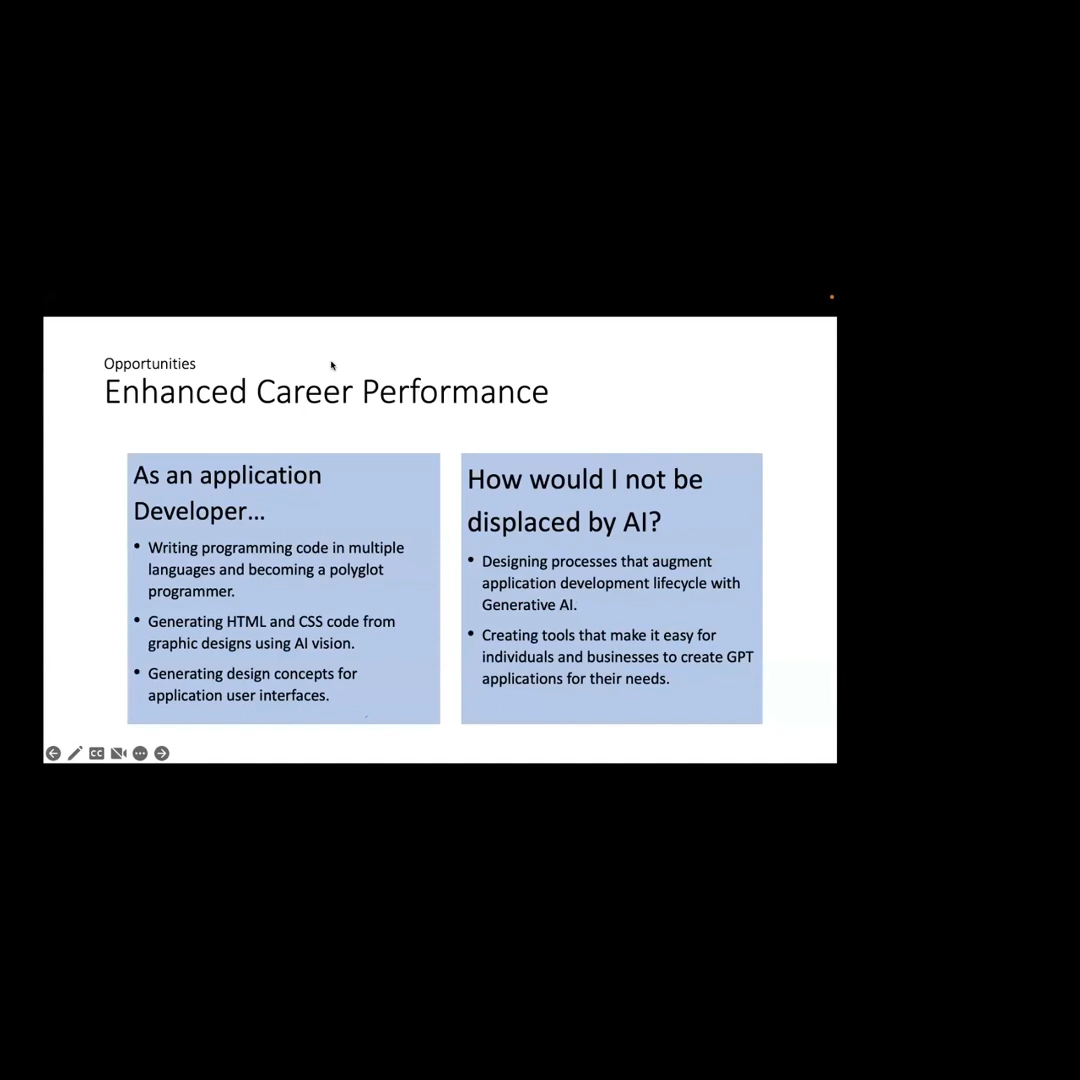 Opportunities
Enhanced Career Performance
As an application
Developer...
• Writing programming code in multiple
languages and becoming a polyglot
programmer.
• Generating HTML and CSS code from
graphic designs using AI vision.
• Generating design concepts for
application user interfaces.
How would I not be
displaced by AI?
• Designing processes that augment
application development lifecycle with
Generative AI.
• Creating tools that make it easy for
individuals and businesses to create GPT
applications for their needs.
CC